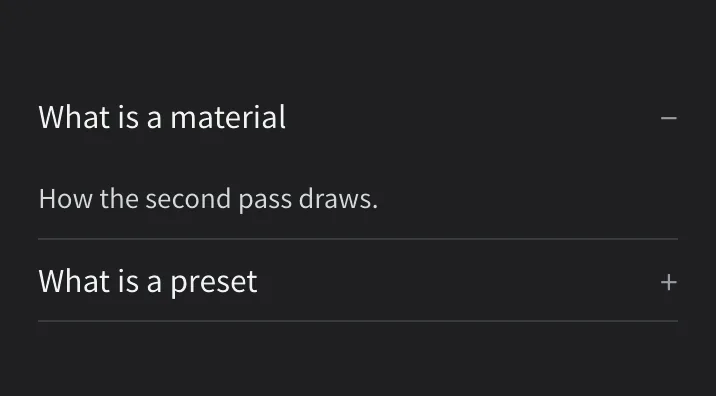 What is a material
How the second pass draws.
What is a preset